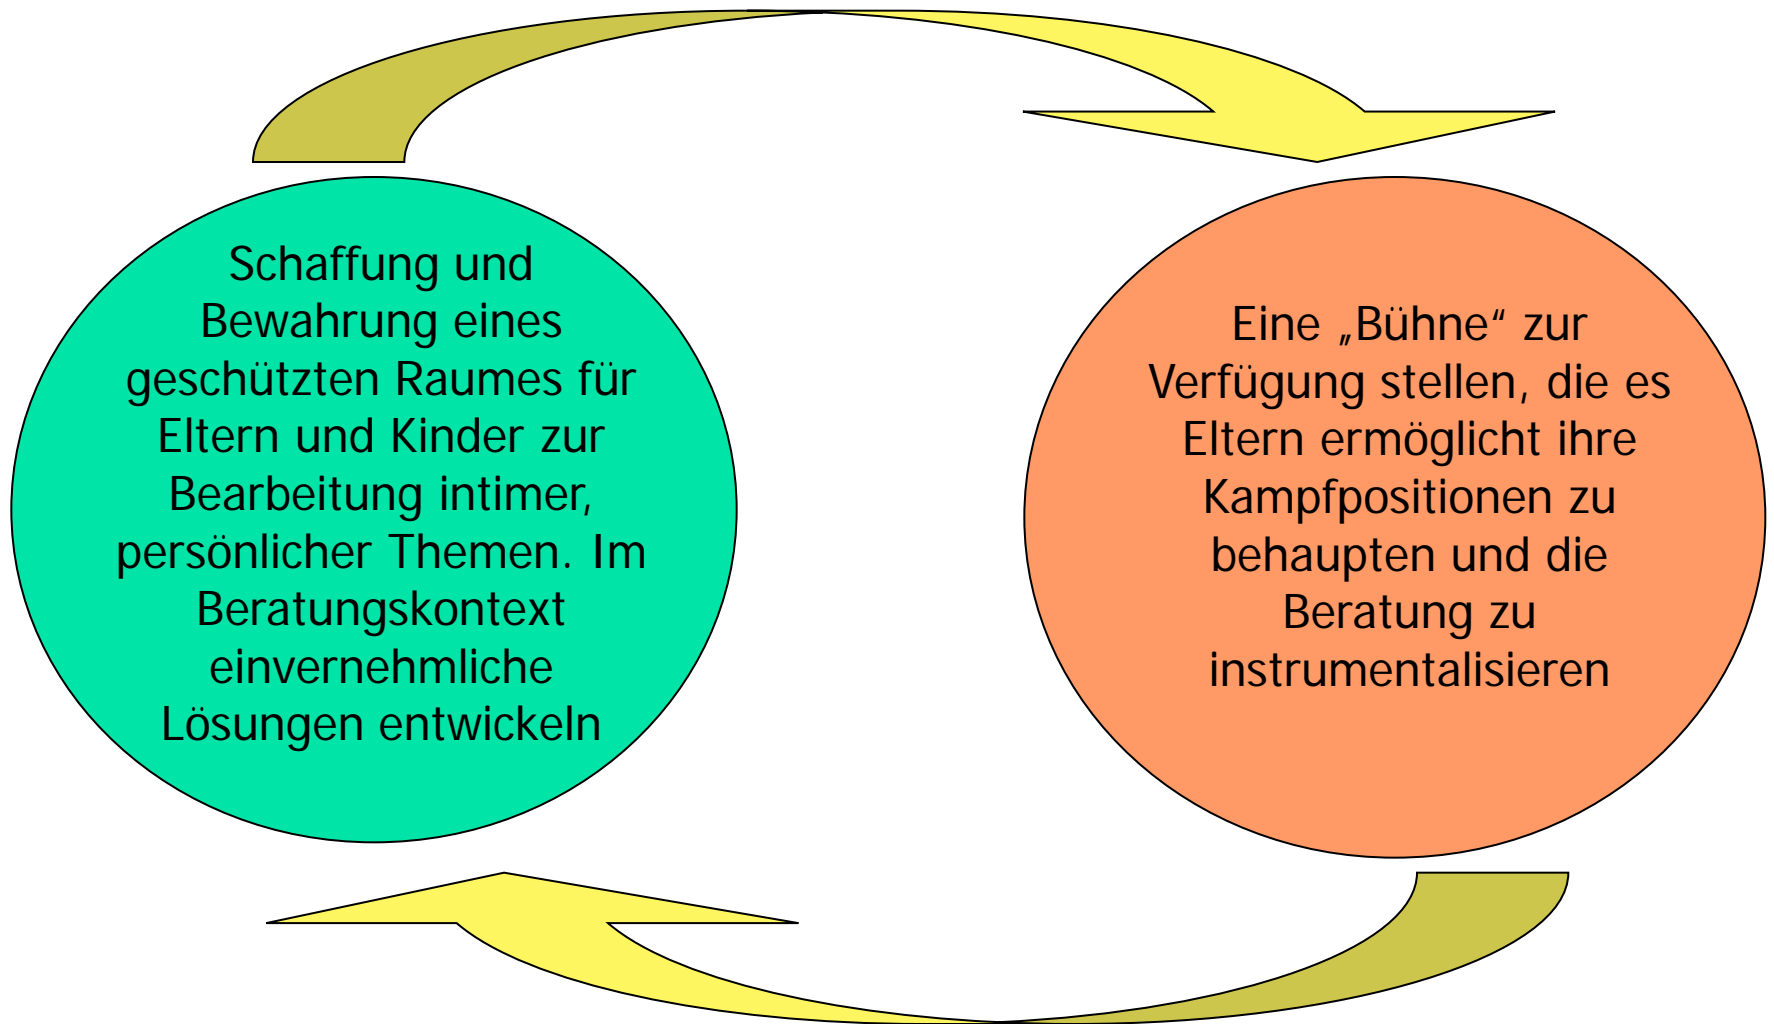 Schaffung und
Bewahrung eines
geschützten Raumes für
Eltern und Kinder zur
Bearbeitung intimer,
persönlicher Themen. Im
Beratungskontext
einvernehmliche
Lösungen entwickeln
Eine „Bühne“ zur
Verfügung stellen, die es
Eltern ermöglicht ihre
Kampfpositionen zu
behaupten und die
Beratung zu
instrumentalisieren